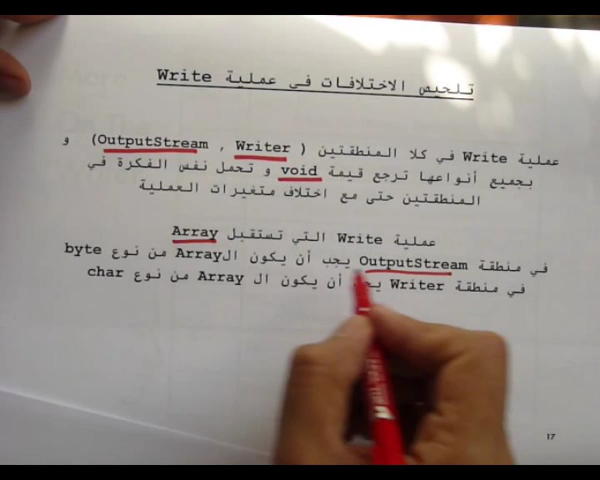 تلخيص الاختلافات في عملية Write
عملية Write في كلا المنطقتين ( OutputStream , Writer) و
بجميع أنواعها ترجع قيمة void و تحمل نفس الفكرة في
المنطقتين حتى مع اختلاف متغيرات العملية
عملية Write التي تستقبل Array
في منطقة OutputStream يجب أن يكون الArray من نوع byte
في منطقة Writer أن يكون ال Array من نوع char
17